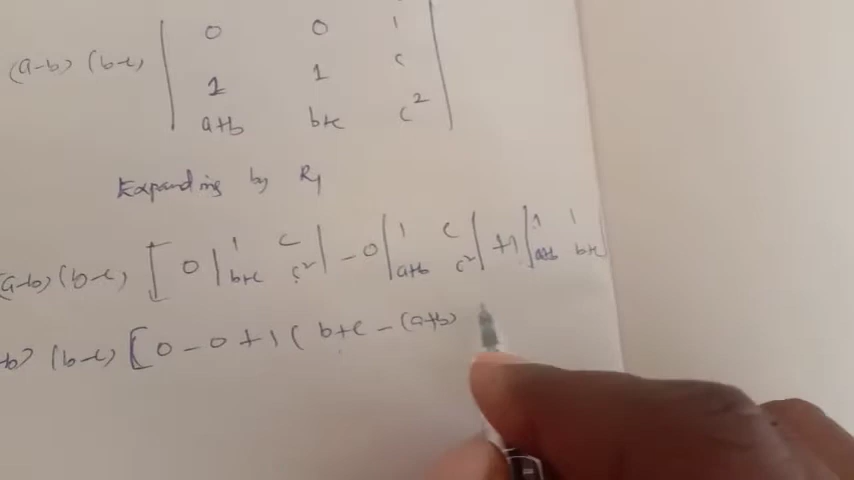 0 0 1
(a-b) (b-c) | 1 1 c |
a+b b+c c²
Expanding by R₁
(a-b) (b-c) [ 0 | 1 c | - 0 | 1 c | + 1 | 1 1 |
b+c c² a+b c² a+b b+c
-b) (b-c) [ 0 - 0 + 1 ( b+c - (a+b)